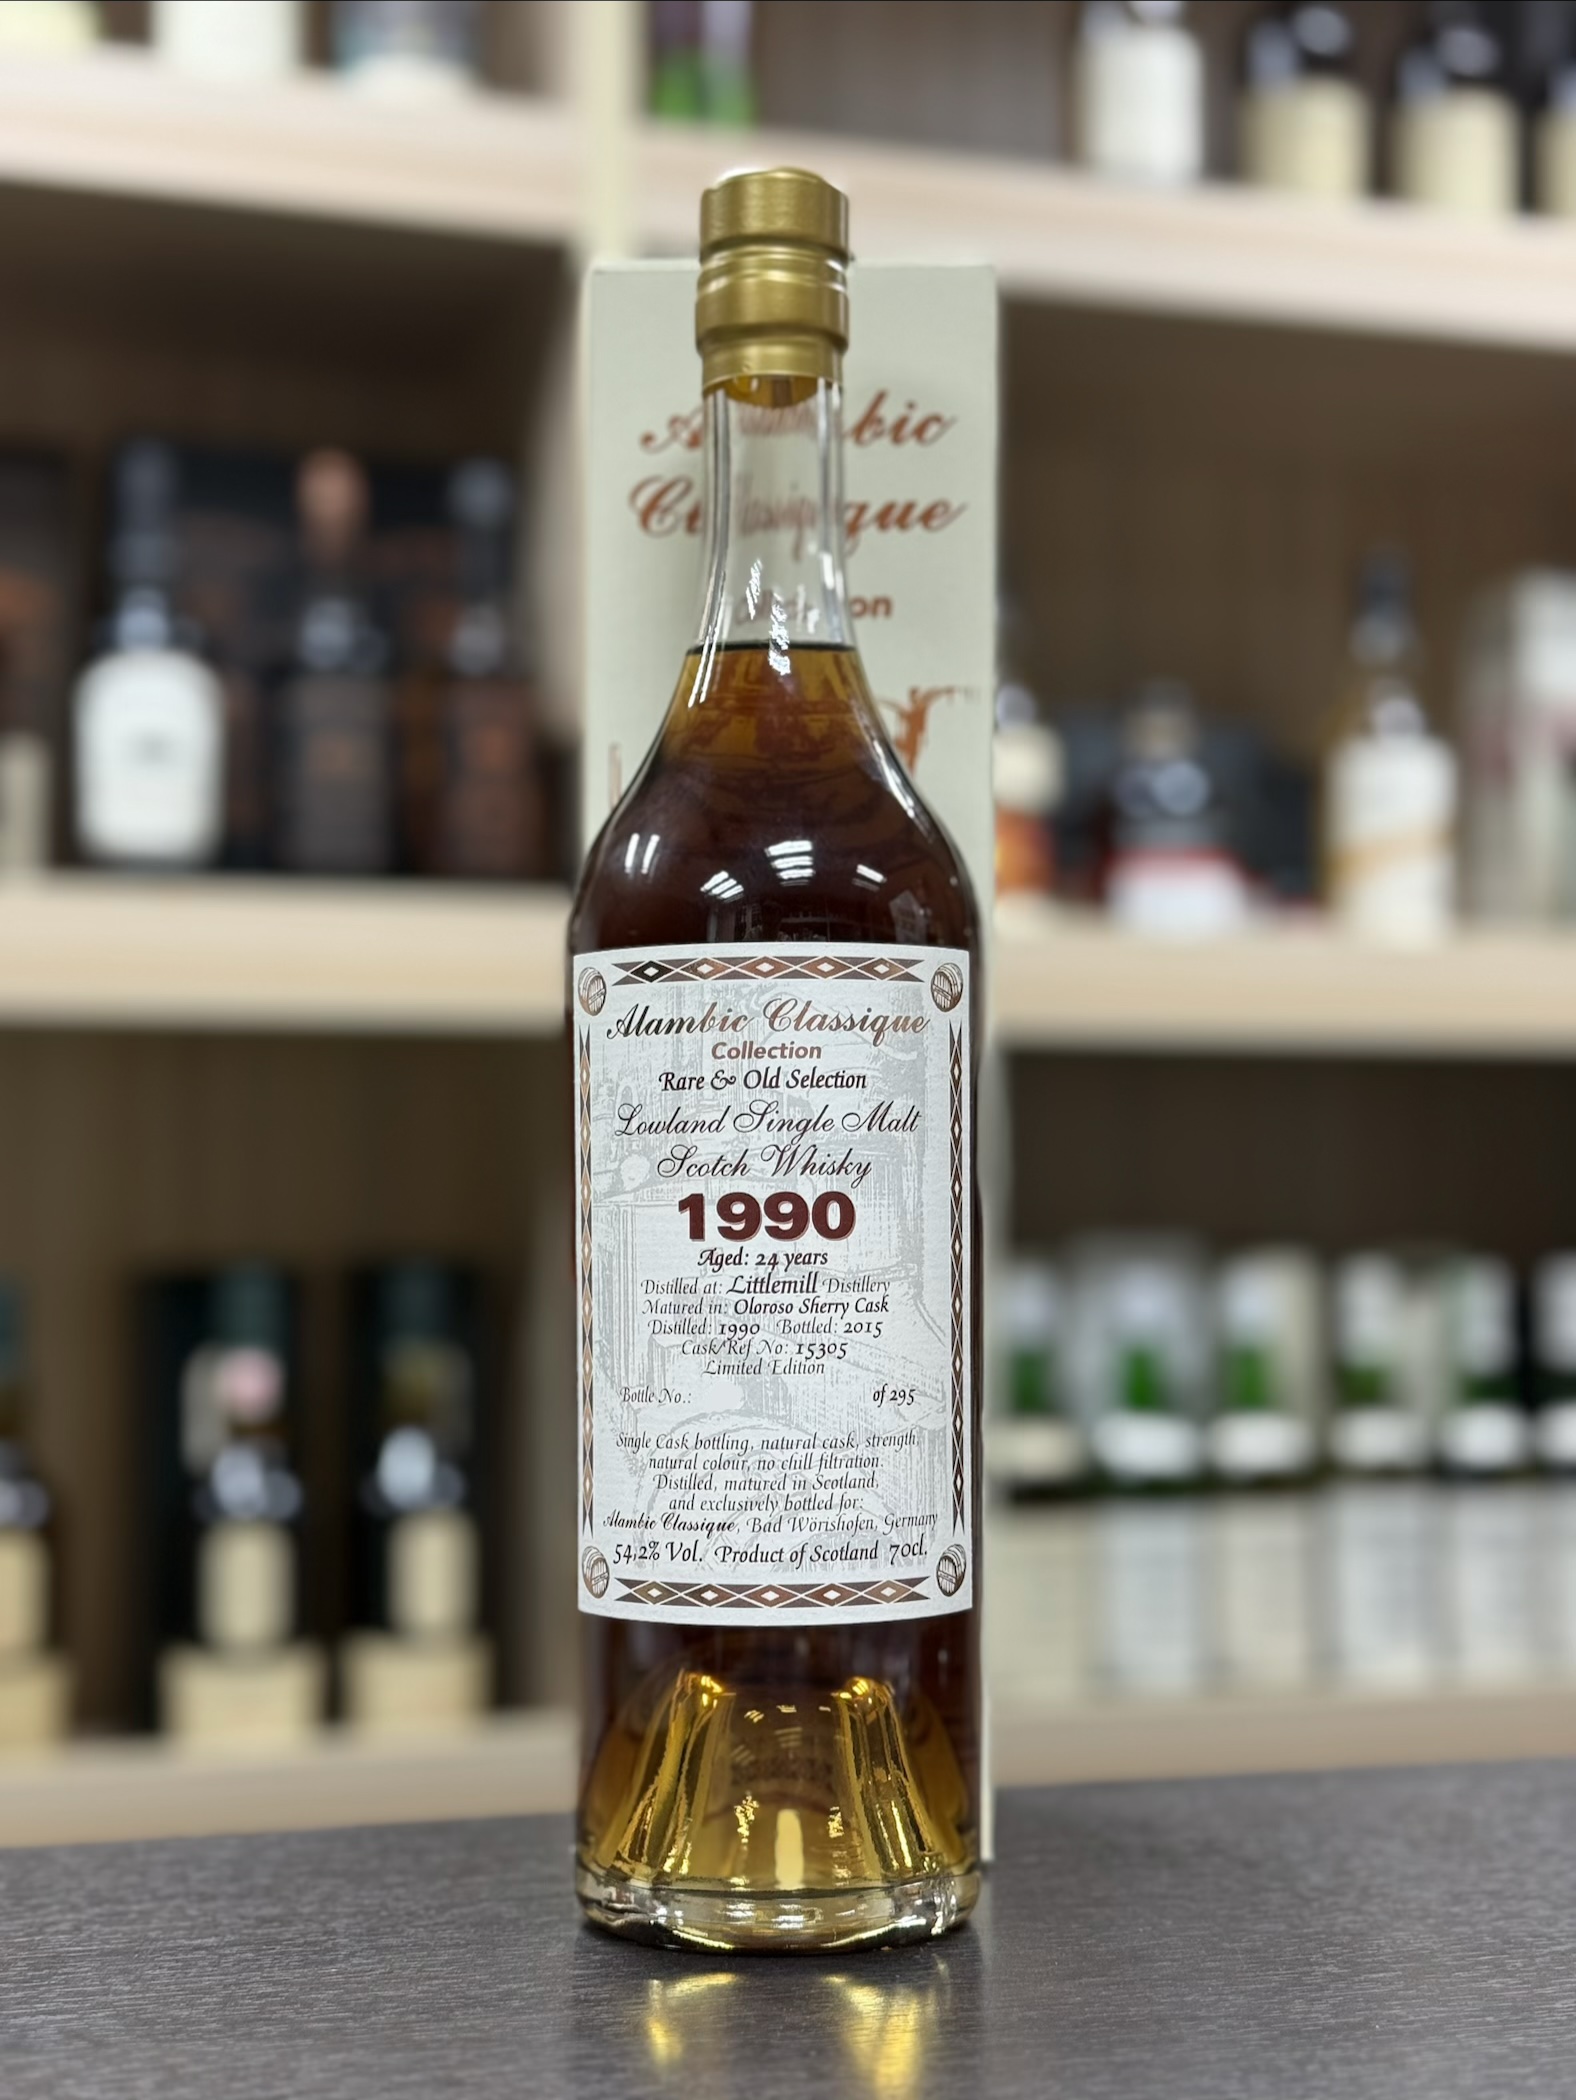 Alambic Classique
Collection
Rare & Old Selection
Lowland Single Malt
Scotch Whisky
1990
Aged: 24 years
Distilled at: Littlemill Distillery
Matured in: Oloroso Sherry Cask
Distilled: 1990 Bottled: 2015
Cask/Ref No: 15305
Limited Edition
Bottle No.: of 295
Single Cask bottling, natural cask, strength,
natural colour, no chill filtration.
Distilled, matured in Scotland,
and exclusively bottled for:
Alambic Classique, Bad Wörishofen, Germany
54,2% Vol. Product of Scotland 70cl.